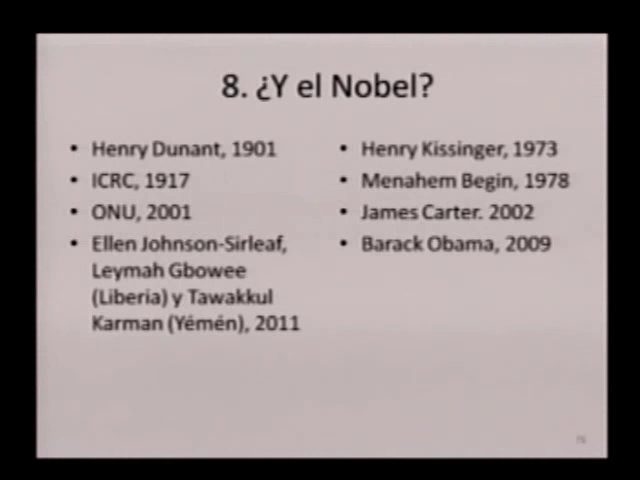 8. ¿Y el Nobel?
• Henry Dunant, 1901
• ICRC, 1917
• ONU, 2001
• Ellen Johnson-Sirleaf,
Leymah Gbowee
(Liberia) y Tawakkul
Karman (Yémén), 2011
• Henry Kissinger, 1973
• Menahem Begin, 1978
• James Carter. 2002
• Barack Obama, 2009